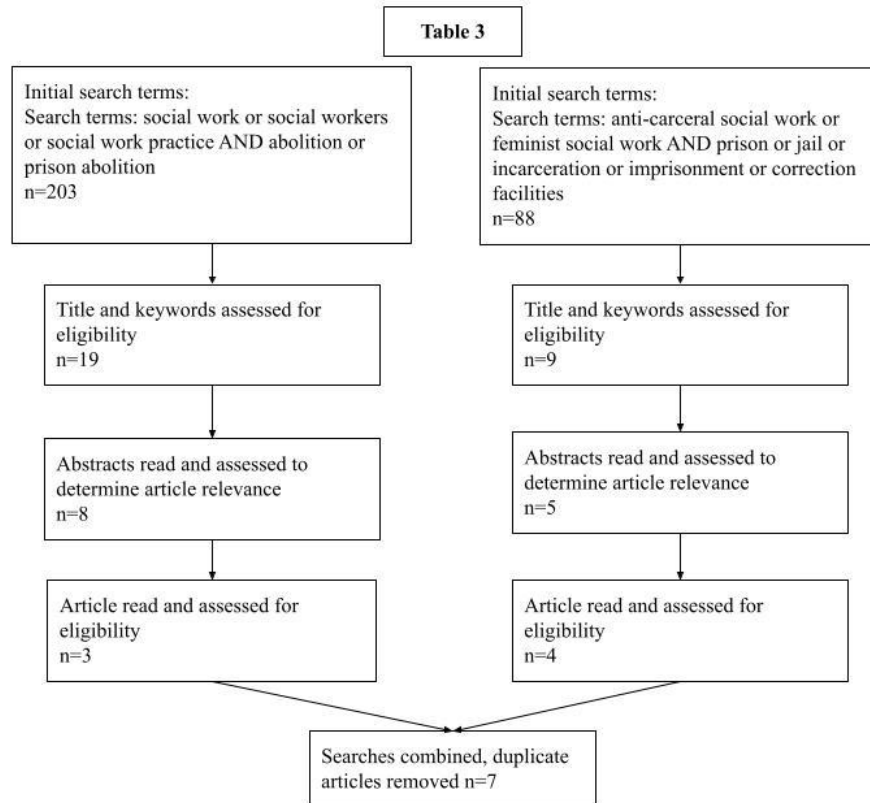 Table 3
Initial search terms:
Search terms: social work or social workers
or social work practice AND abolition or
prison abolition
n=203
Initial search terms:
Search terms: anti-carceral social work or
feminist social work AND prison or jail or
incarceration or imprisonment or correction
facilities
n=88
Title and keywords assessed for
eligibility
n=19
Title and keywords assessed for
eligibility
n=9
Abstracts read and assessed to
determine article relevance
n=8
Abstracts read and assessed to
determine article relevance
n=5
Article read and assessed for
eligibility
n=3
Article read and assessed for
eligibility
n=4
Searches combined, duplicate
articles removed n=7